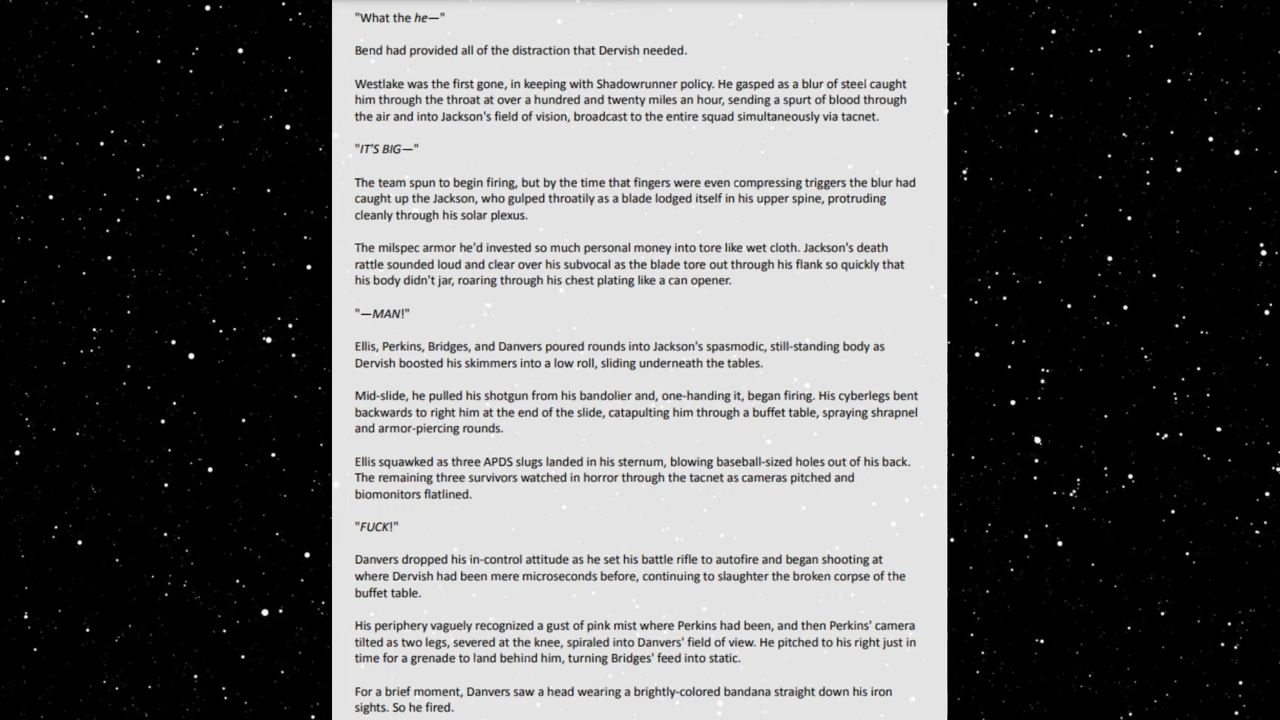 "What the he—"
Bend had provided all of the distraction that Dervish needed.
Westlake was the first gone, in keeping with Shadowrunner policy. He gasped as a blur of steel caught
him through the throat at over a hundred and twenty miles an hour, sending a spurt of blood through
the air and into Jackson's field of vision, broadcast to the entire squad simultaneously via tacnet.
"IT'S BIG—"
The team spun to begin firing, but by the time that fingers were even compressing triggers the blur had
caught up the Jackson, who gulped throatily as a blade lodged itself in his upper spine, protruding
cleanly through his solar plexus.
The milspec armor he'd invested so much personal money into tore like wet cloth. Jackson's death
rattle sounded loud and clear over his subvocal as the blade tore out through his flank so quickly that
his body didn't jar, roaring through his chest plating like a can opener.
"—MAN!"
Ellis, Perkins, Bridges, and Danvers poured rounds into Jackson's spasmodic, still-standing body as
Dervish boosted his skimmers into a low roll, sliding underneath the tables.
Mid-slide, he pulled his shotgun from his bandolier and, one-handing it, began firing. His cyberlegs bent
backwards to right him at the end of the slide, catapulting him through a buffet table, spraying shrapnel
and armor-piercing rounds.
Ellis squawked as three APDS slugs landed in his sternum, blowing baseball-sized holes out of his back.
The remaining three survivors watched in horror through the tacnet as cameras pitched and
biomonitors flatlined.
"FUCK!"
Danvers dropped his in-control attitude as he set his battle rifle to autofire and began shooting at
where Dervish had been mere microseconds before, continuing to slaughter the broken corpse of the
buffet table.
His periphery vaguely recognized a gust of pink mist where Perkins had been, and then Perkins' camera
tilted as two legs, severed at the knee, spiraled into Danvers' field of view. He pitched to his right just in
time for a grenade to land behind him, turning Bridges' feed into static.
For a brief moment, Danvers saw a head wearing a brightly-colored bandana straight down his iron
sights. So he fired.